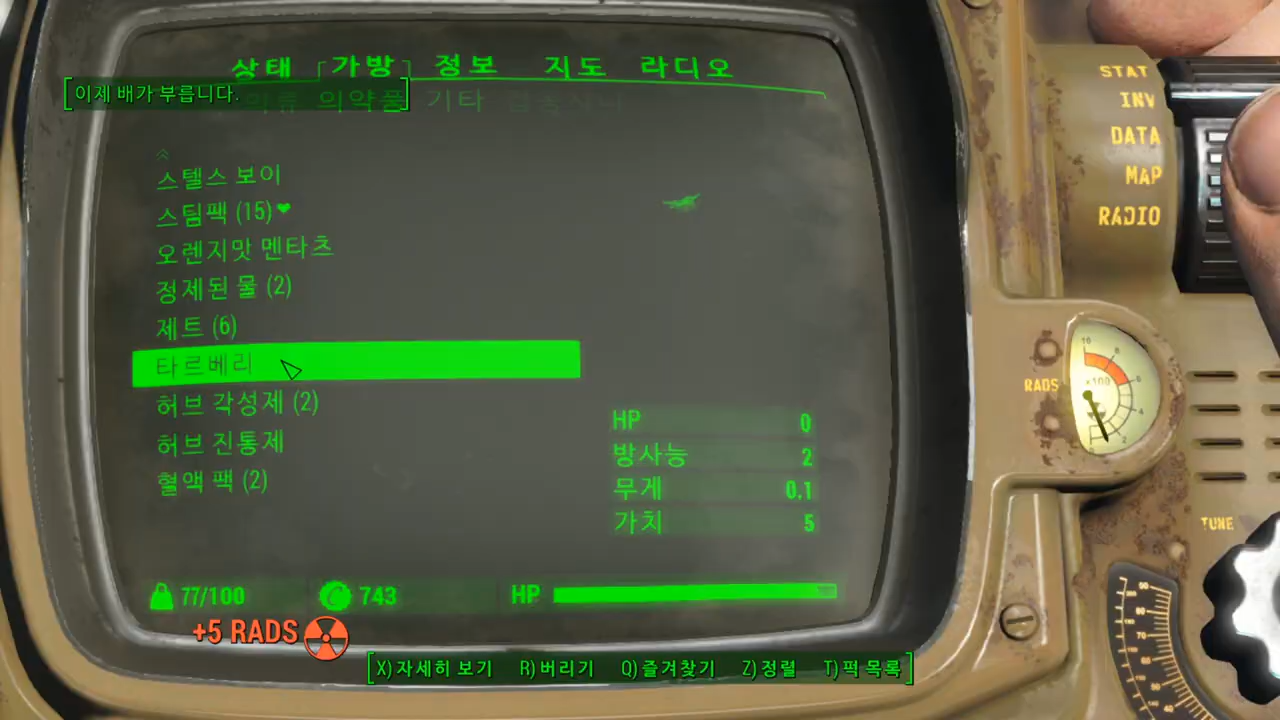 상태 가방 정보 지도 라디오
이제 배가 부릅니다.
의약품 기타
스텔스 보이
스팀팩 (15)
오렌지맛 멘타츠
정제된 물 (2)
제트 (6)
타르베리
허브 각성제 (2)
허브 진통제
혈액 팩 (2)
HP 0
방사능 2
무게 0.1
가치 5
77/100 743 HP
+5 RADS
X)자세히 보기 R)버리기 Q)즐겨찾기 Z)정렬 T)퍽 목록
STAT
INV
DATA
MAP
RADIO
RADS
x100
TUNE